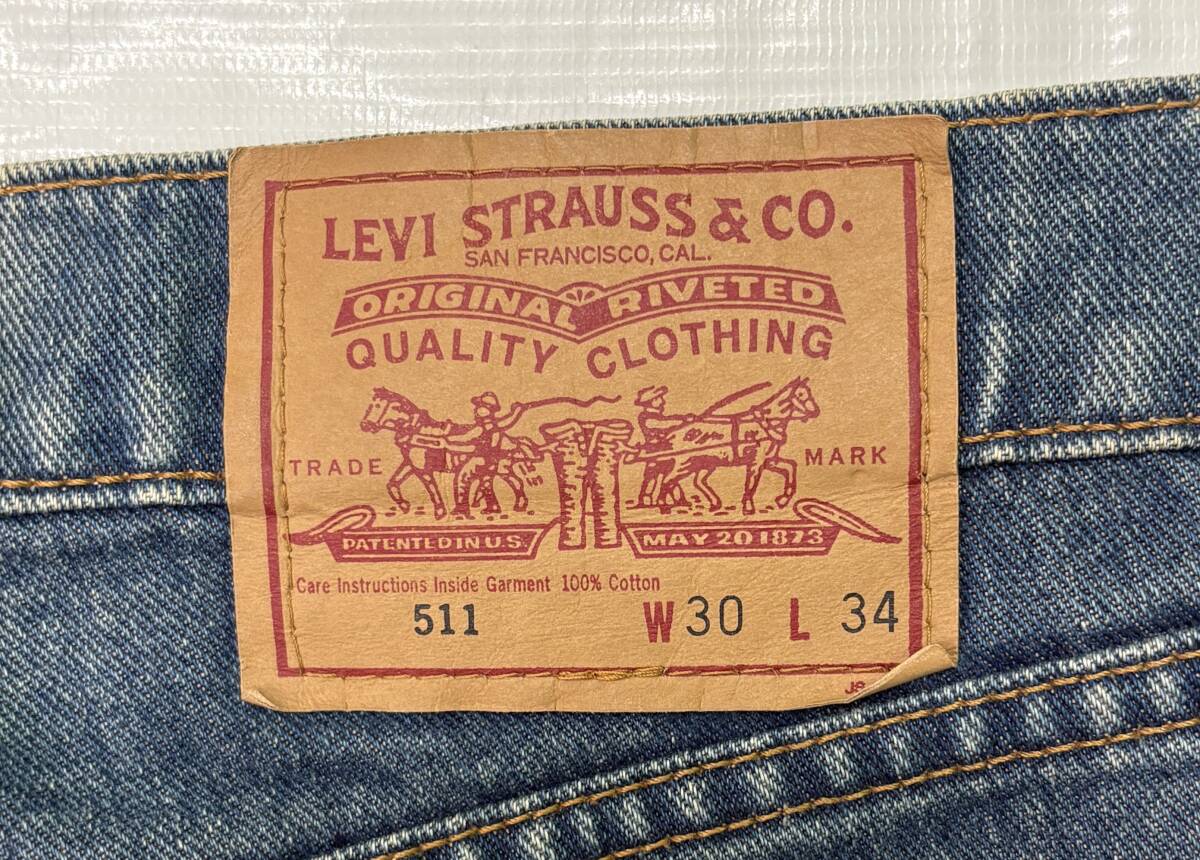 LEVI STRAUSS & CO.
SAN FRANCISCO, CAL.
ORIGINAL RIVETED
QUALITY CLOTHING
TRADE MARK
PATENTED IN U.S. MAY 20 1873
Care Instructions Inside Garment 100% Cotton
511 W 30 L 34